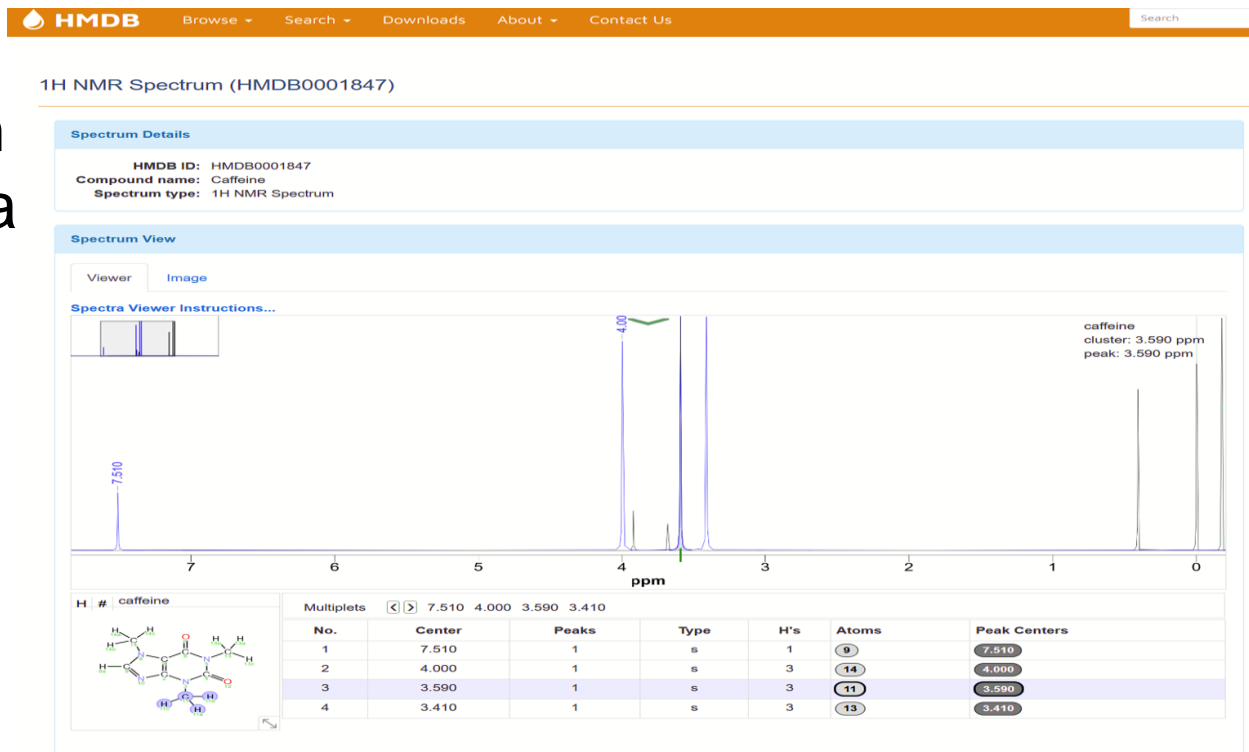 HMDB Browse Search Downloads About Contact Us Search
1H NMR Spectrum (HMDB0001847)
n
a
Spectrum Details
HMDB ID: HMDB0001847
Compound name: Caffeine
Spectrum type: 1H NMR Spectrum
Spectrum View
Viewer Image
Spectra Viewer Instructions...
caffeine
cluster: 3.590 ppm
peak: 3.590 ppm
4.00
7.510
7 6 5 4 3 2 1 0
ppm
H # caffeine
Multiplets < > 7.510 4.000 3.590 3.410
No. Center Peaks Type H's Atoms Peak Centers
1 7.510 1 s 1 9 7.510
2 4.000 1 s 3 14 4.000
3 3.590 1 s 3 11 3.590
4 3.410 1 s 3 13 3.410